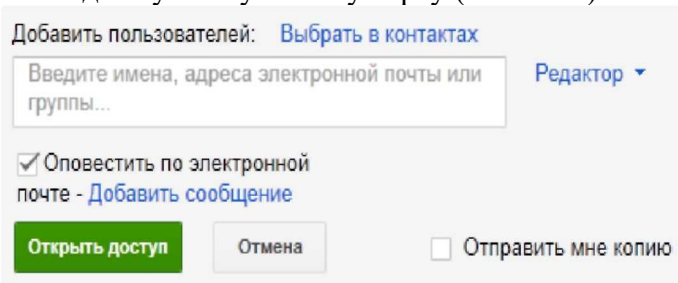 Добавить пользователей: Выбрать в контактах
Введите имена, адреса электронной почты или группы... Редактор
Оповестить по электронной
почте - Добавить сообщение
Открыть доступ Отмена Отправить мне копию